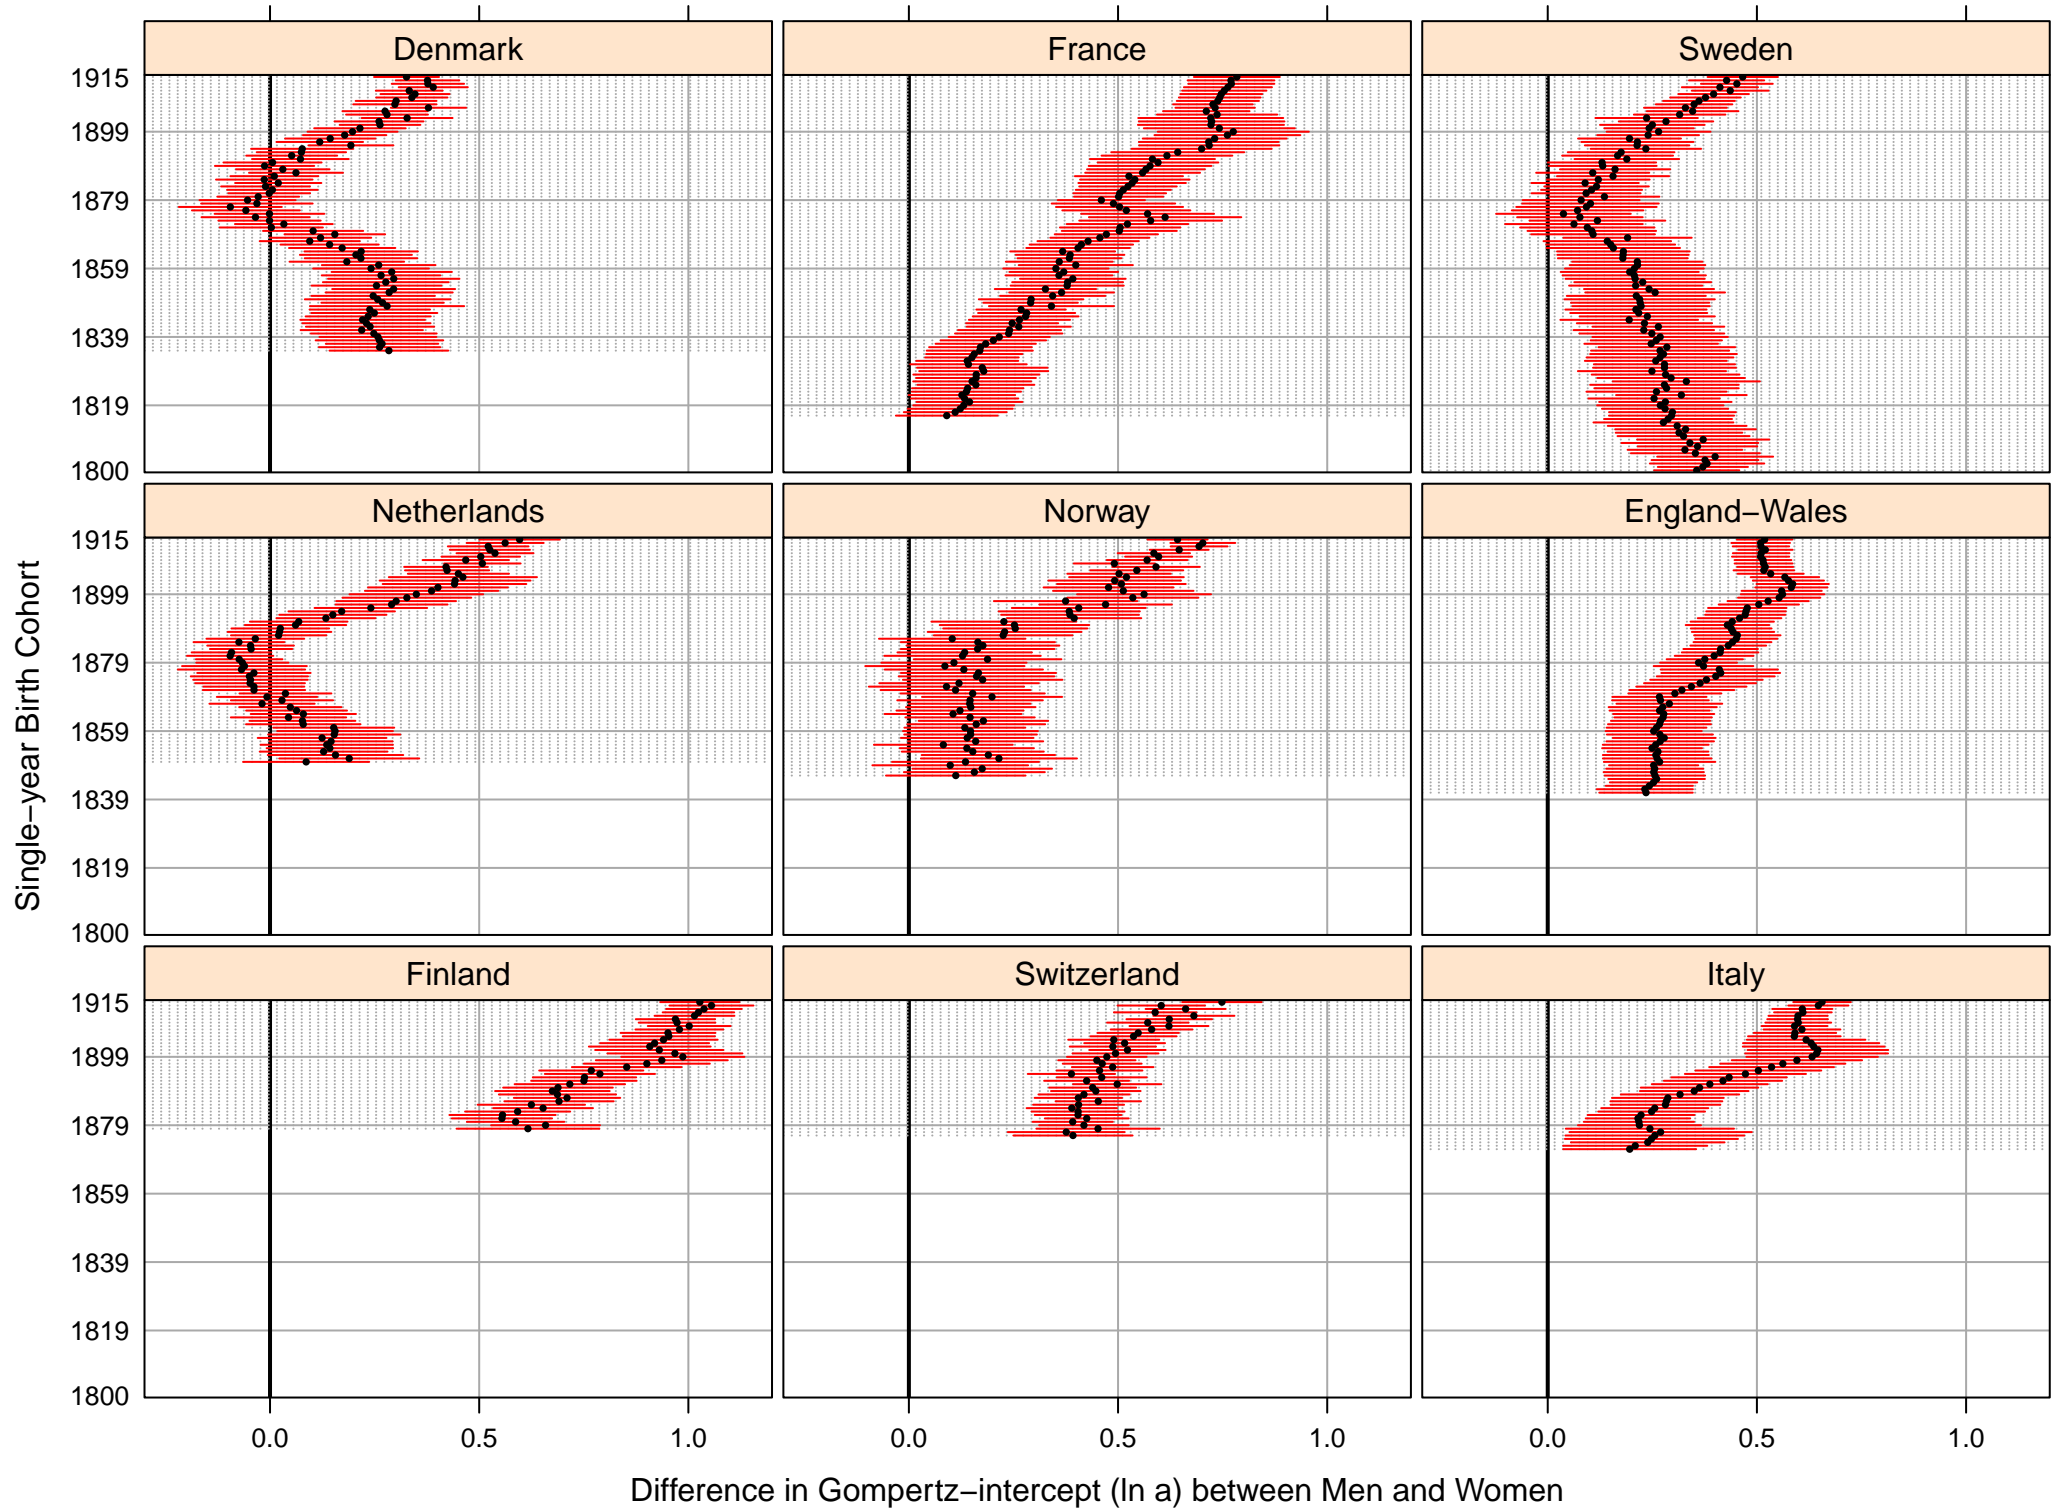 Denmark
France
Sweden
1915
1899
1879
1859
1839
1819
1800
Netherlands
Norway
England−Wales
1915
1899
1879
1859
1839
1819
1800
Finland
Switzerland
Italy
1915
1899
1879
1859
1839
1819
1800
0.0 0.5 1.0 0.0 0.5 1.0 0.0 0.5 1.0
Single−year Birth Cohort
Difference in Gompertz−intercept (ln a) between Men and Women